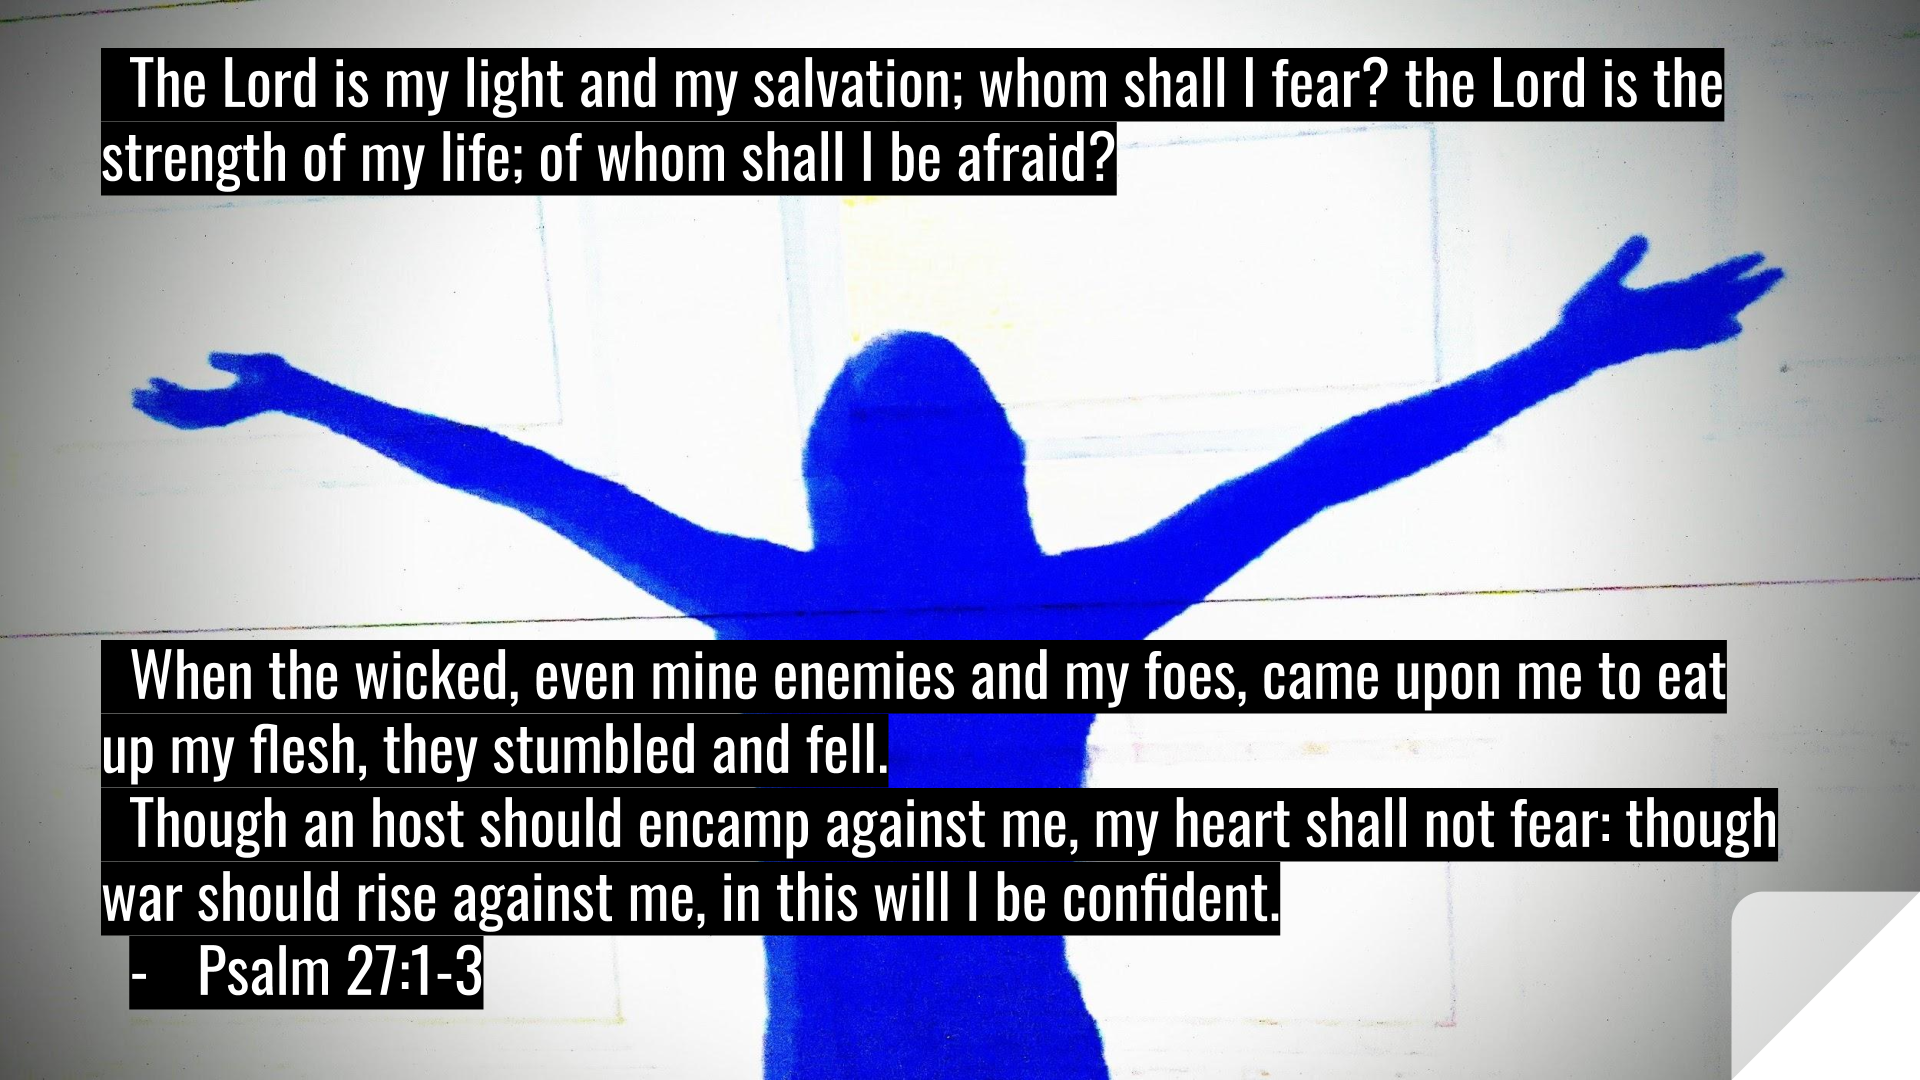 The Lord is my light and my salvation; whom shall I fear? the Lord is the
strength of my life; of whom shall I be afraid?
When the wicked, even mine enemies and my foes, came upon me to eat
up my flesh, they stumbled and fell.
Though an host should encamp against me, my heart shall not fear: though
war should rise against me, in this will I be confident.
- Psalm 27:1-3